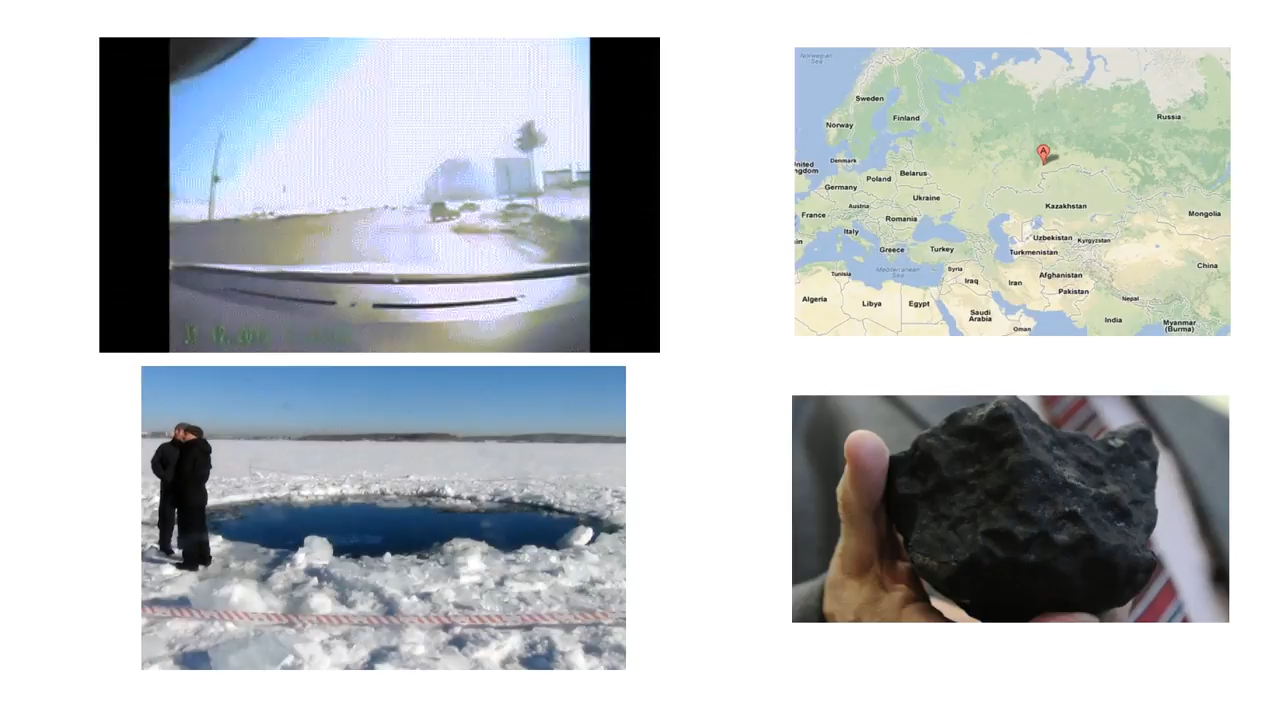 Norwegian
Sea
Sweden
Finland
Russia
Norway
A
Denmark
United
Kingdom
Belarus
Poland
Germany
Ukraine
Austria
Kazakhstan
France
Romania
Mongolia
Italy
Uzbekistan
Kyrgyzstan
Greece
Turkey
Turkmenistan
China
Mediterranean
Sea
Tunisia
Syria
Afghanistan
Iraq
Iran
Pakistan
Algeria
Libya
Egypt
Nepal
Saudi
Arabia
India
Myanmar
(Burma)
Oman